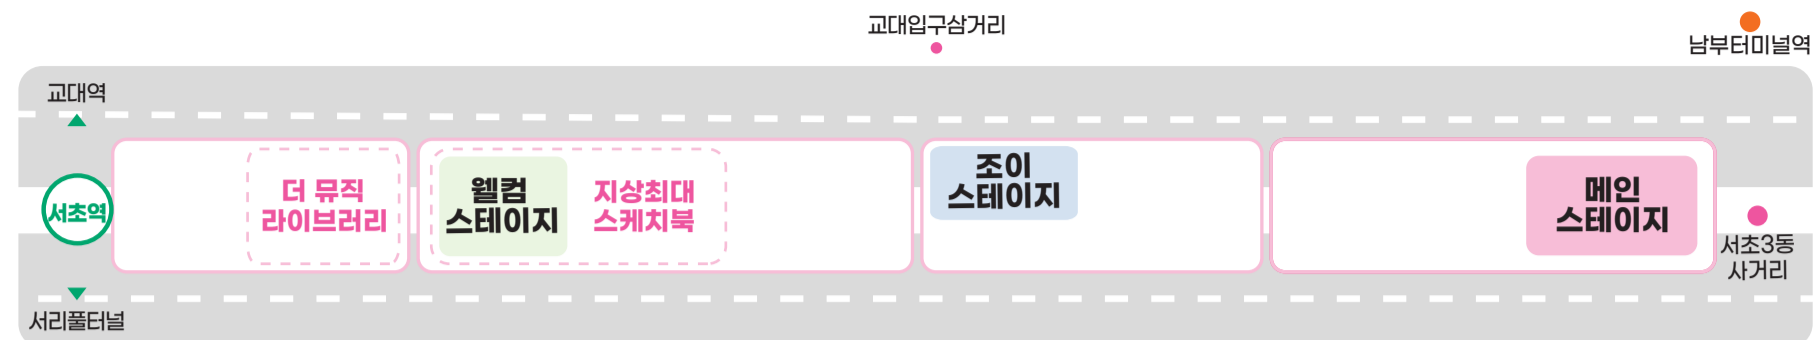 교대입구삼거리
남부터미널역
교대역
서초역
더 뮤직
라이브러리
웰컴
스테이지
지상최대
스케치북
조이
스테이지
메인
스테이지
서초3동
사거리
서리풀터널